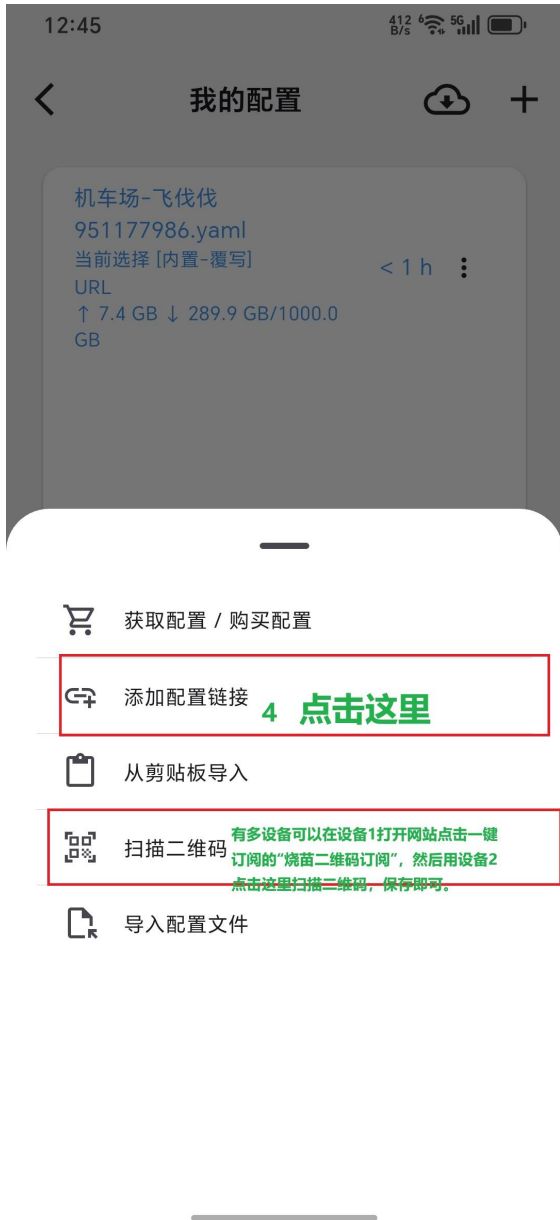 12:45
412 B/s 6 5G
我的配置
机车场-飞伐伐
951177986.yaml
当前选择 [内置-覆写]
URL
↑ 7.4 GB ↓ 289.9 GB/1000.0
GB
< 1 h
获取配置 / 购买配置
添加配置链接
4 点击这里
从剪贴板导入
扫描二维码
有多设备可以在设备1打开网站点击一键
订阅的“烧苗二维码订阅”，然后用设备2
点击这里扫描二维码，保存即可。
导入配置文件